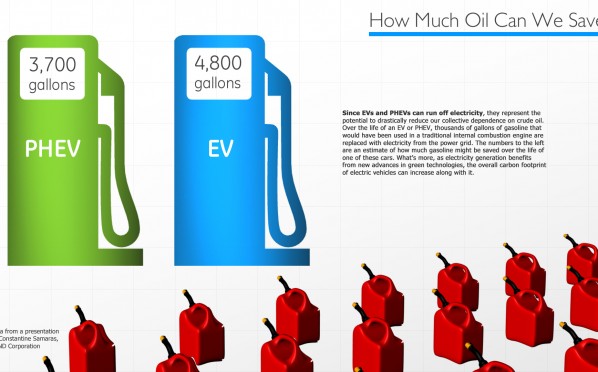 How Much Oil Can We Save
3,700
gallons
PHEV
4,800
gallons
EV
Since EVs and PHEVs can run off electricity, they represent the
potential to drastically reduce our collective dependence on crude oil.
Over the life of an EV or PHEV, thousands of gallons of gasoline that
would have been used in a traditional internal combustion engine are
replaced with electricity from the power grid. The numbers to the left
are an estimate of how much gasoline might be saved over the life of
one of these cars. What's more, as electricity generation benefits
from new advances in green technologies, the overall carbon footprint
of electric vehicles can increase along with it.
a from a presentation
Constantine Samaras,
ND Corporation